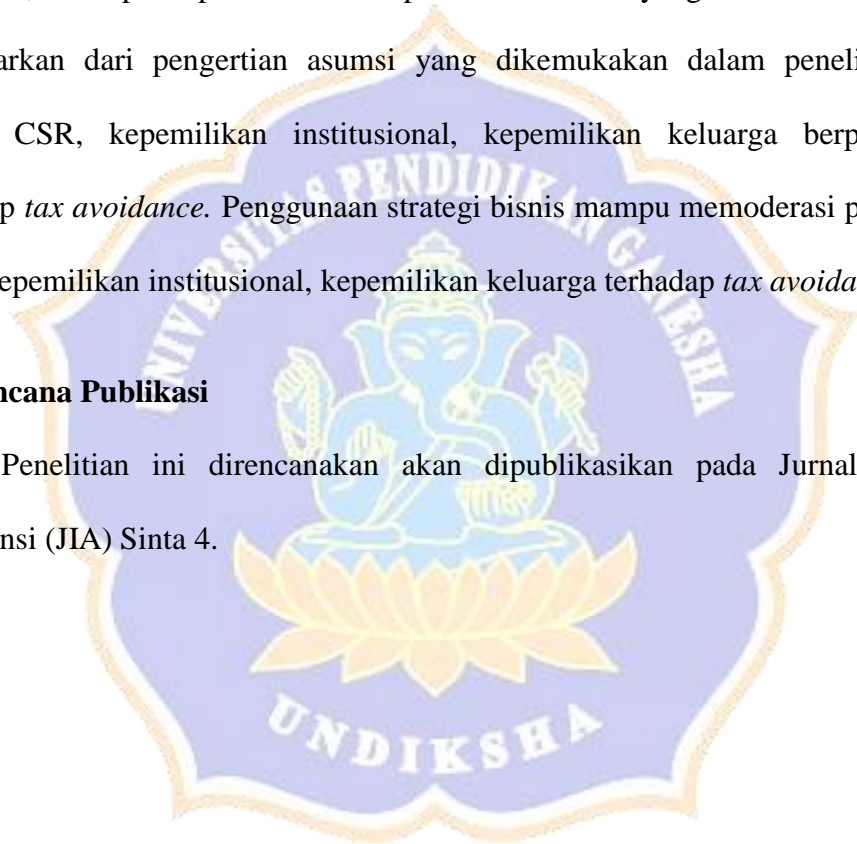 arkan dari pengertian asumsi yang dikemukakan dalam peneli
CSR, kepemilikan institusional, kepemilikan keluarga berp
p tax avoidance. Penggunaan strategi bisnis mampu memoderasi p
epemilikan institusional, kepemilikan keluarga terhadap tax avoida
ncana Publikasi
Penelitian ini direncanakan akan dipublikasikan pada Jurnal
nsi (JIA) Sinta 4.
UNIVERSITAS PENDIDIKAN GANESHA
UNDIKSHA